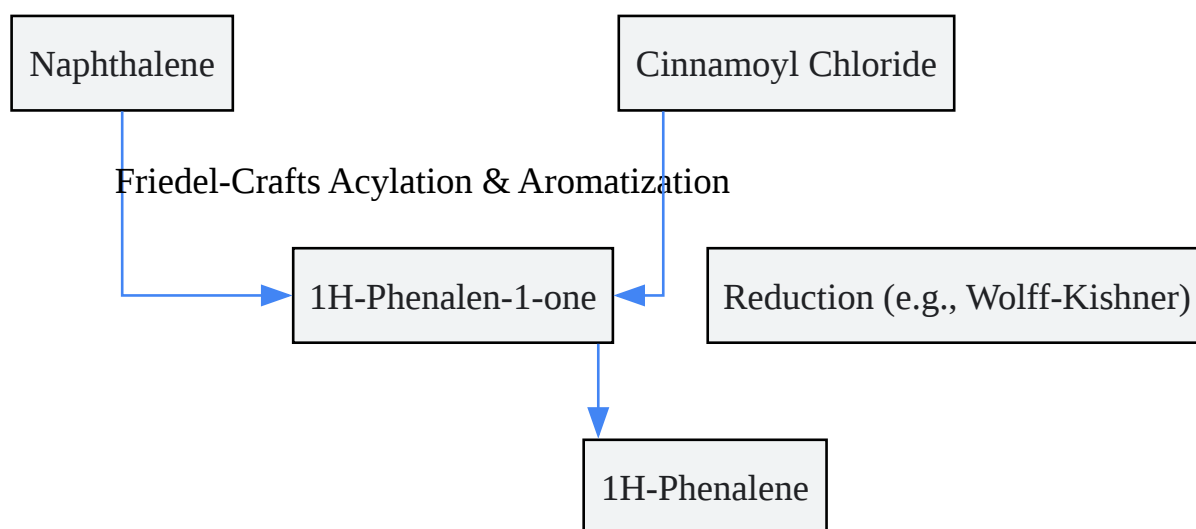 Naphthalene
Cinnamoyl Chloride
Friedel-Crafts Acylation & Aromatization
1H-Phenalen-1-one
Reduction (e.g., Wolff-Kishner)
1H-Phenalene